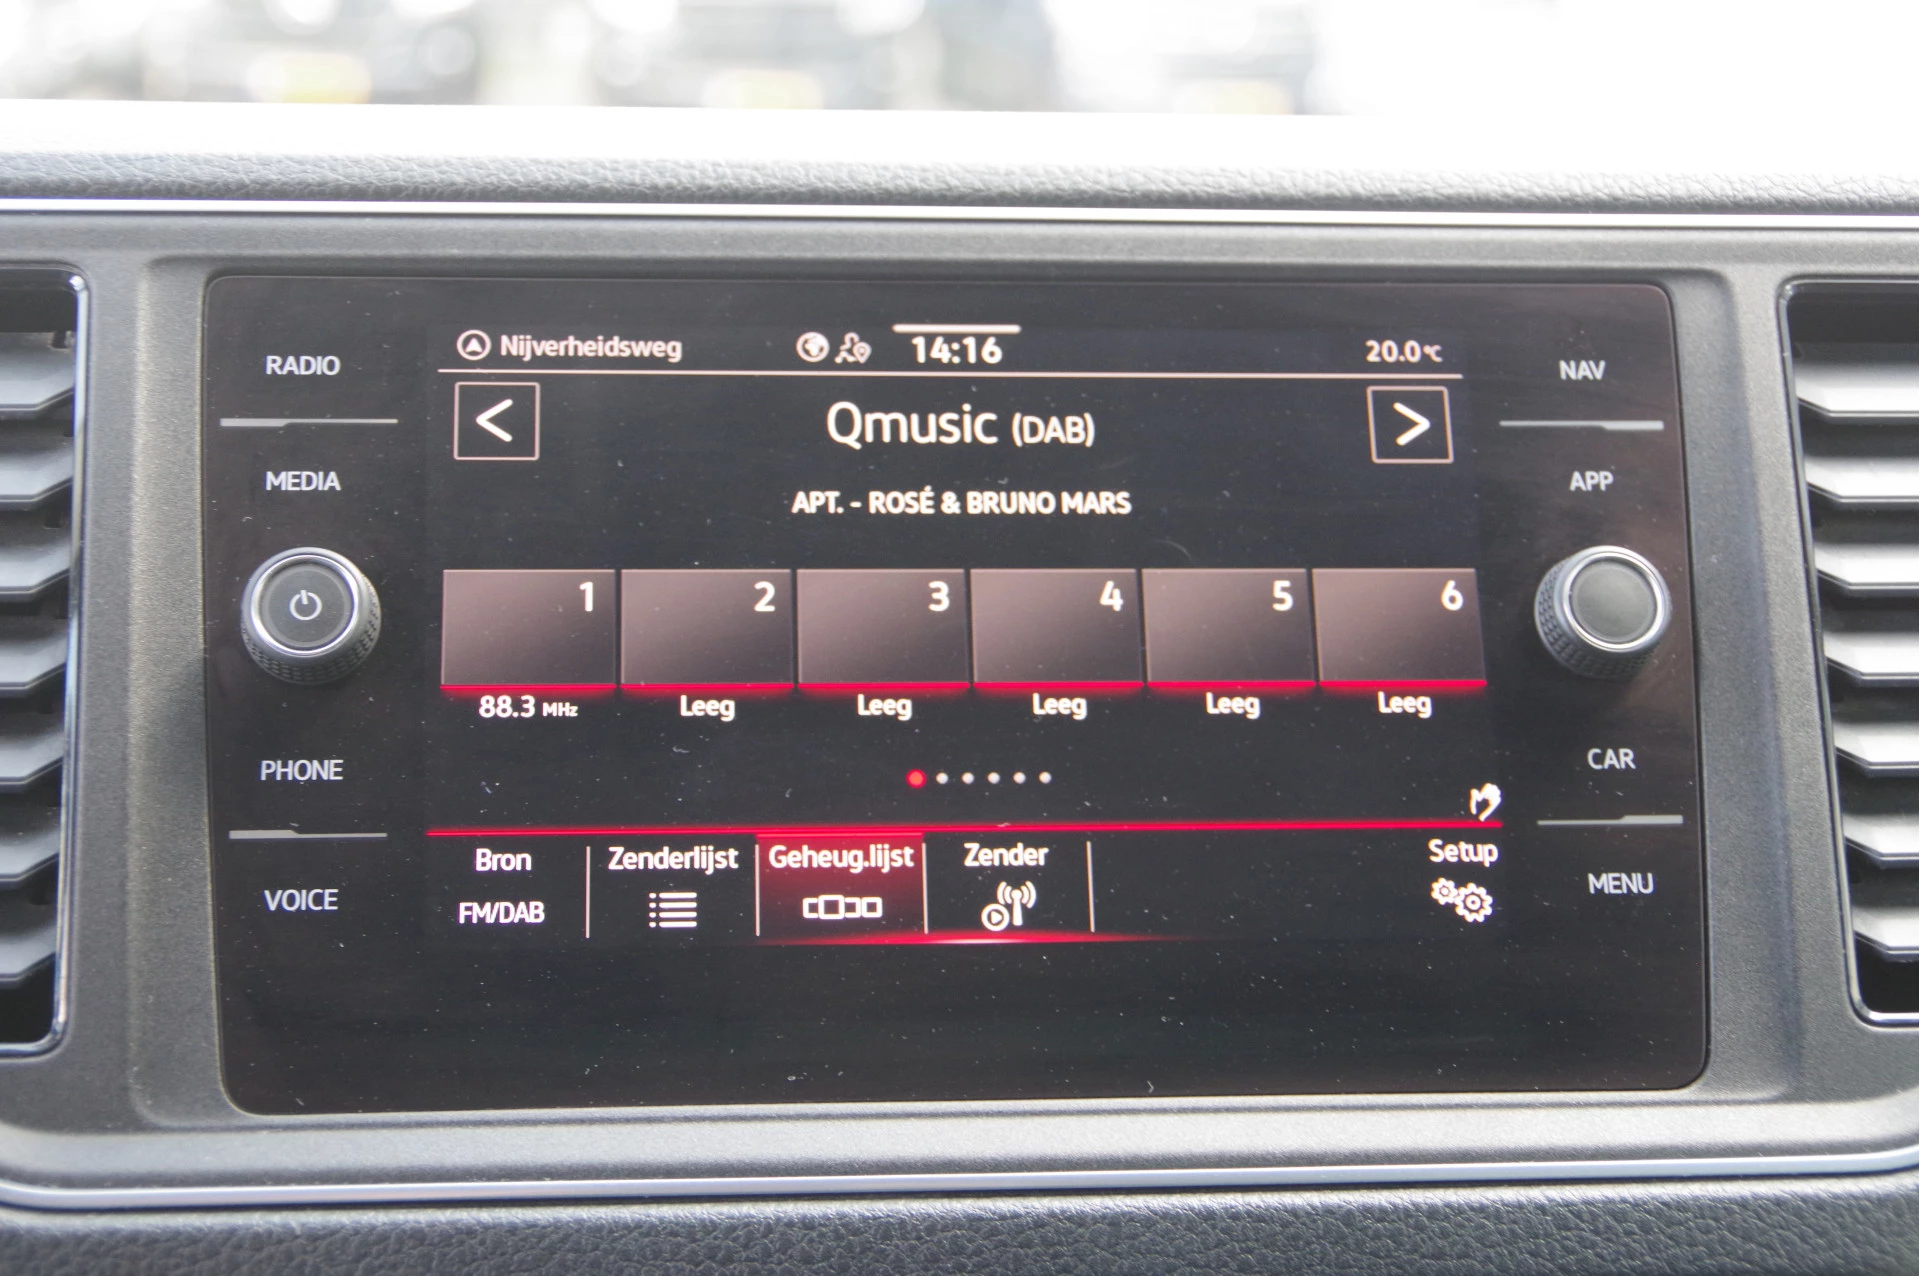 Nijverheidsweg 14:16 20.0°C
RADIO
NAV
< Qmusic (DAB) >
MEDIA
APP
APT. - ROSÉ & BRUNO MARS
1 2 3 4 5 6
88.3 MHz Leeg Leeg Leeg Leeg Leeg
PHONE
CAR
Bron Zenderlijst Geheug.lijst Zender Setup
FM/DAB
VOICE
MENU